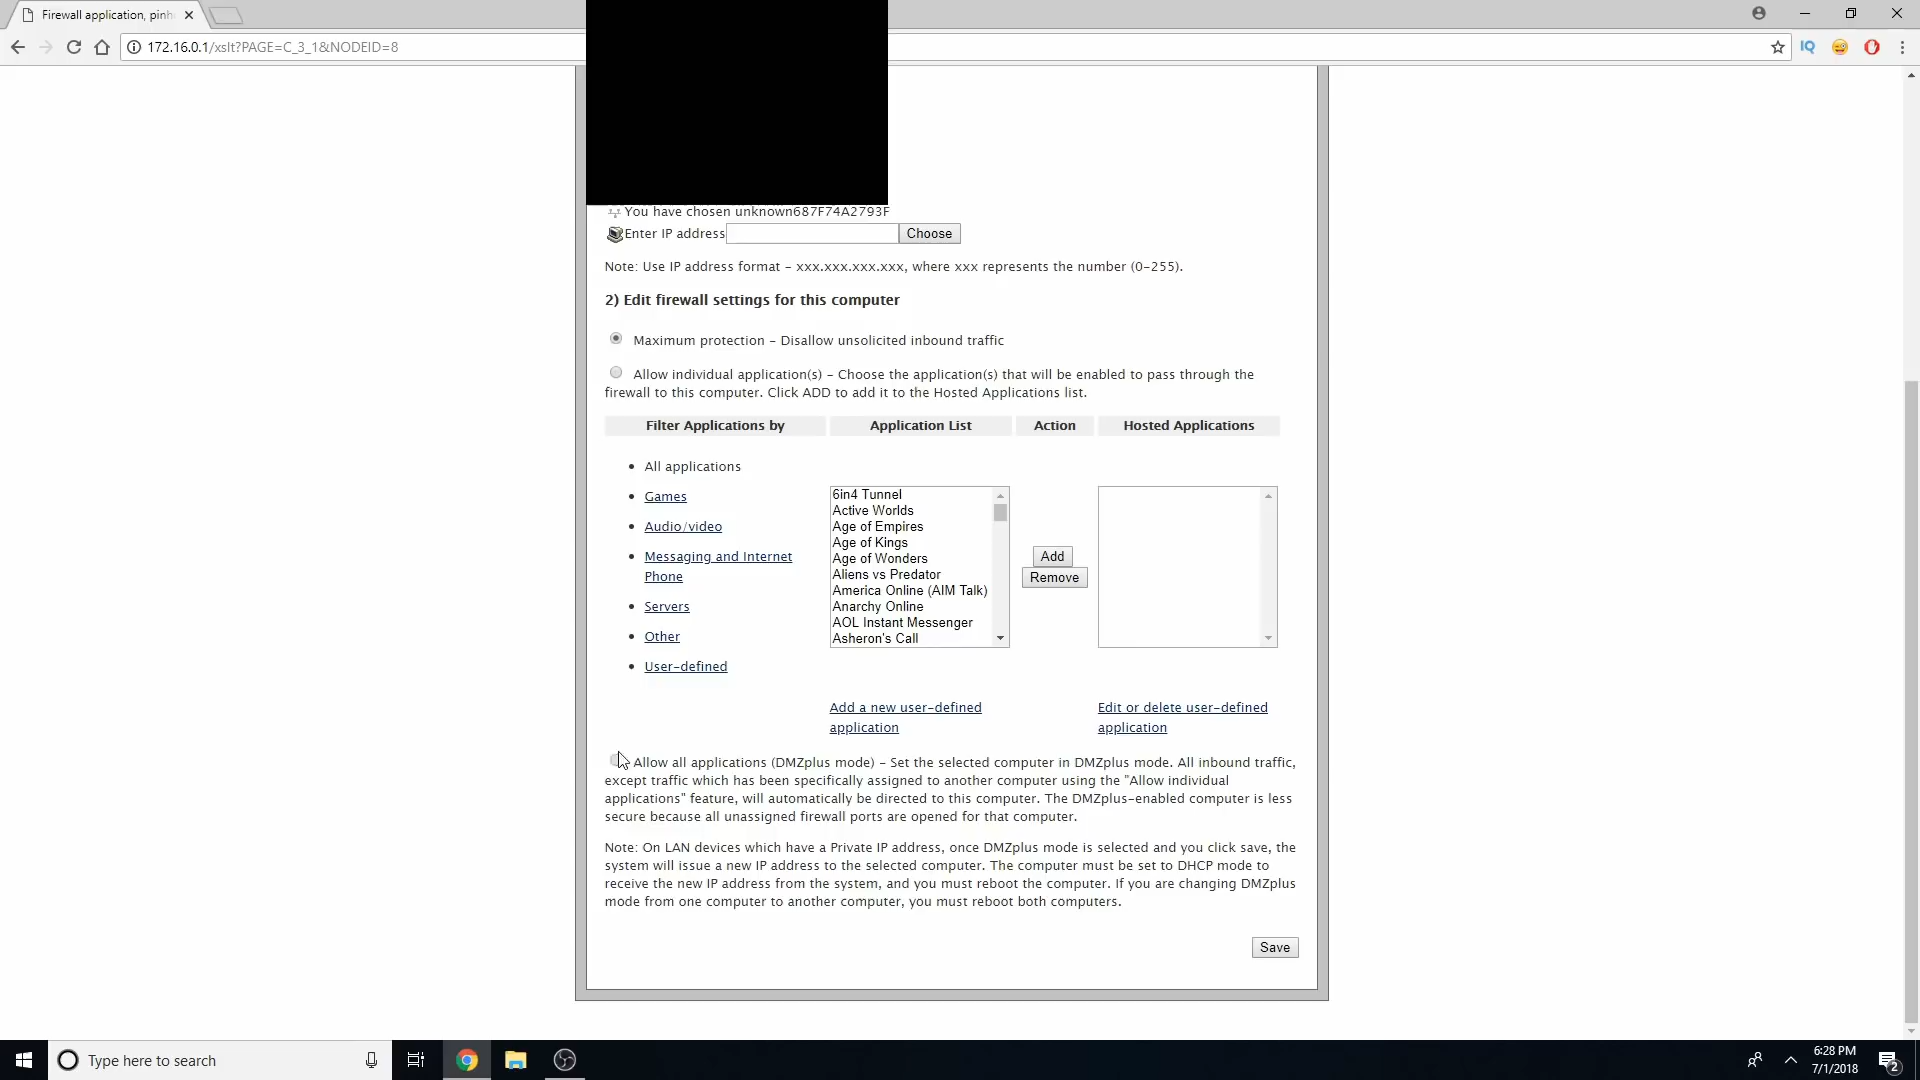 Firewall application, pinh
172.16.0.1/xslt?PAGE=C_3_1&NODEID=8
IQ
You have chosen unknown687F74A2793F
Enter IP address
Choose
Note: Use IP address format - xxx.xxx.xxx.xxx, where xxx represents the number (0-255).
2) Edit firewall settings for this computer
Maximum protection - Disallow unsolicited inbound traffic
Allow individual application(s) - Choose the application(s) that will be enabled to pass through the
firewall to this computer. Click ADD to add it to the Hosted Applications list.
Filter Applications by
Application List
Action
Hosted Applications
All applications
Games
Audio/video
Messaging and Internet
Phone
Servers
Other
User-defined
6in4 Tunnel
Active Worlds
Age of Empires
Age of Kings
Age of Wonders
Aliens vs Predator
America Online (AIM Talk)
Anarchy Online
AOL Instant Messenger
Asheron's Call
Add
Remove
Add a new user-defined
application
Edit or delete user-defined
application
Allow all applications (DMZplus mode) - Set the selected computer in DMZplus mode. All inbound traffic,
except traffic which has been specifically assigned to another computer using the "Allow individual
applications" feature, will automatically be directed to this computer. The DMZplus-enabled computer is less
secure because all unassigned firewall ports are opened for that computer.
Note: On LAN devices which have a Private IP address, once DMZplus mode is selected and you click save, the
system will issue a new IP address to the selected computer. The computer must be set to DHCP mode to
receive the new IP address from the system, and you must reboot the computer. If you are changing DMZplus
mode from one computer to another computer, you must reboot both computers.
Save
Type here to search
6:28 PM
7/1/2018
2